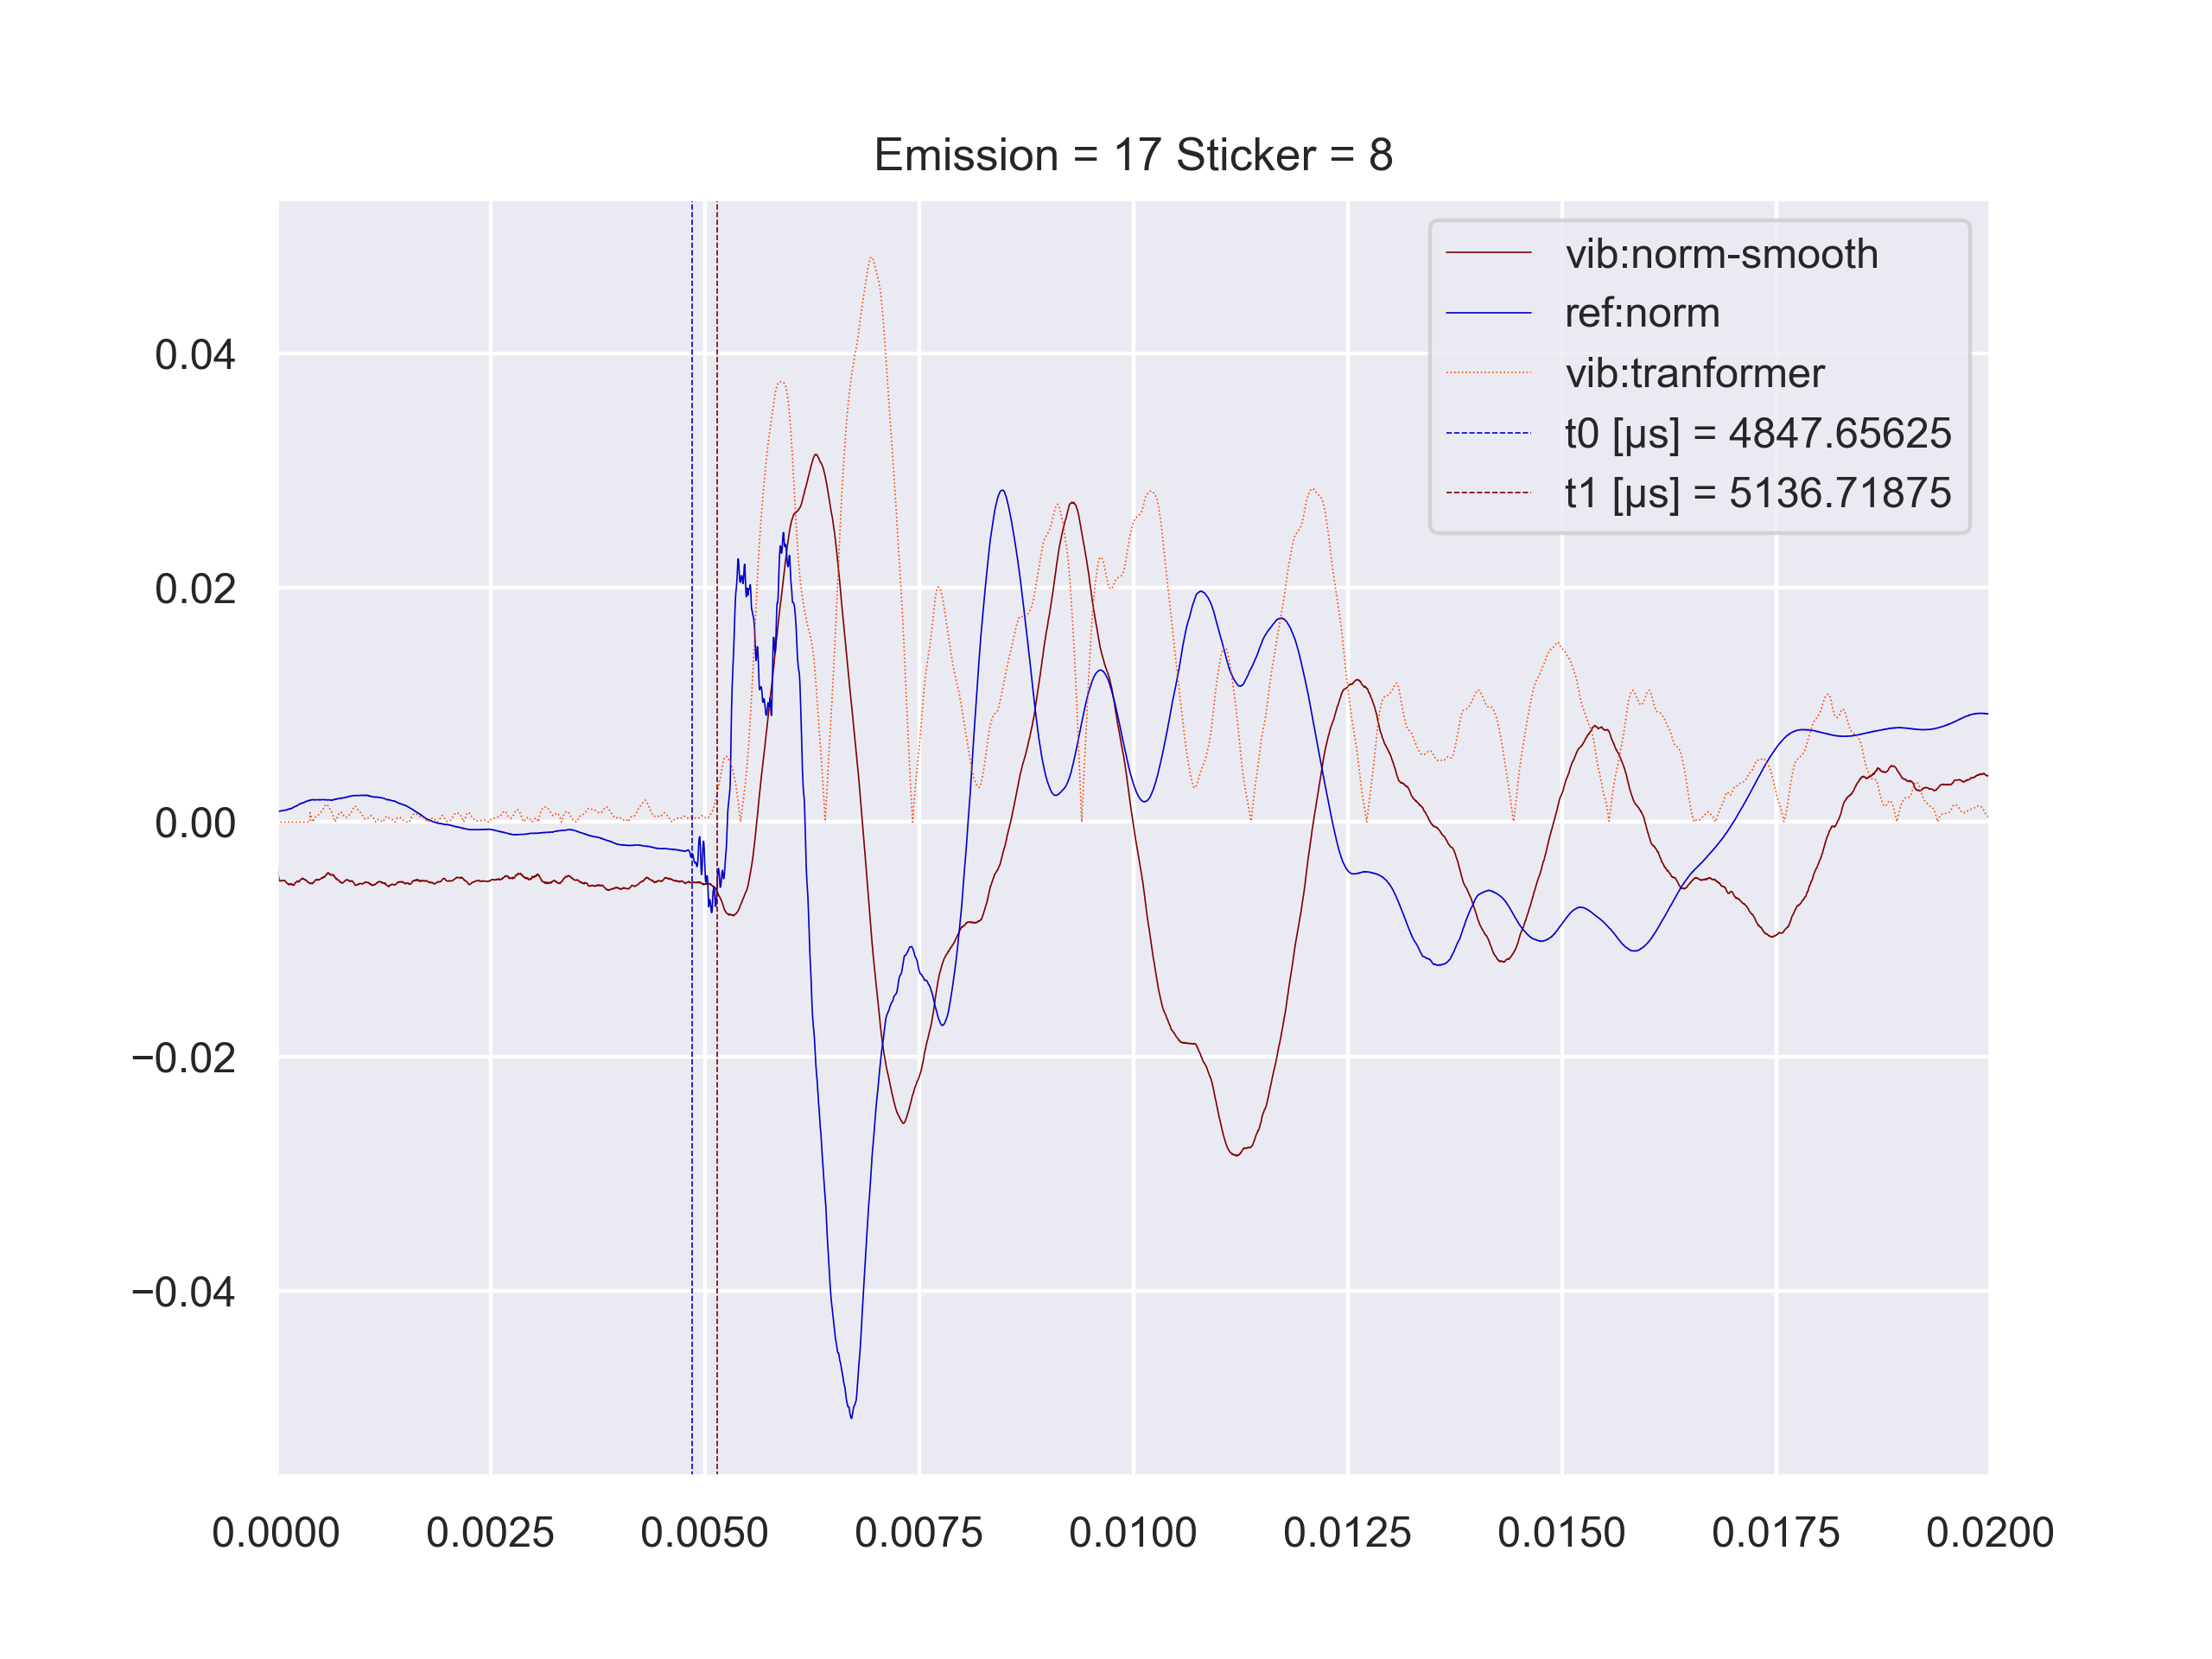 Emission = 17 Sticker = 8
vib:norm-smooth
ref:norm
vib:tranformer
t0 [µs] = 4847.65625
t1 [µs] = 5136.71875
0.04
0.02
0.00
−0.02
−0.04
0.0000 0.0025 0.0050 0.0075 0.0100 0.0125 0.0150 0.0175 0.0200